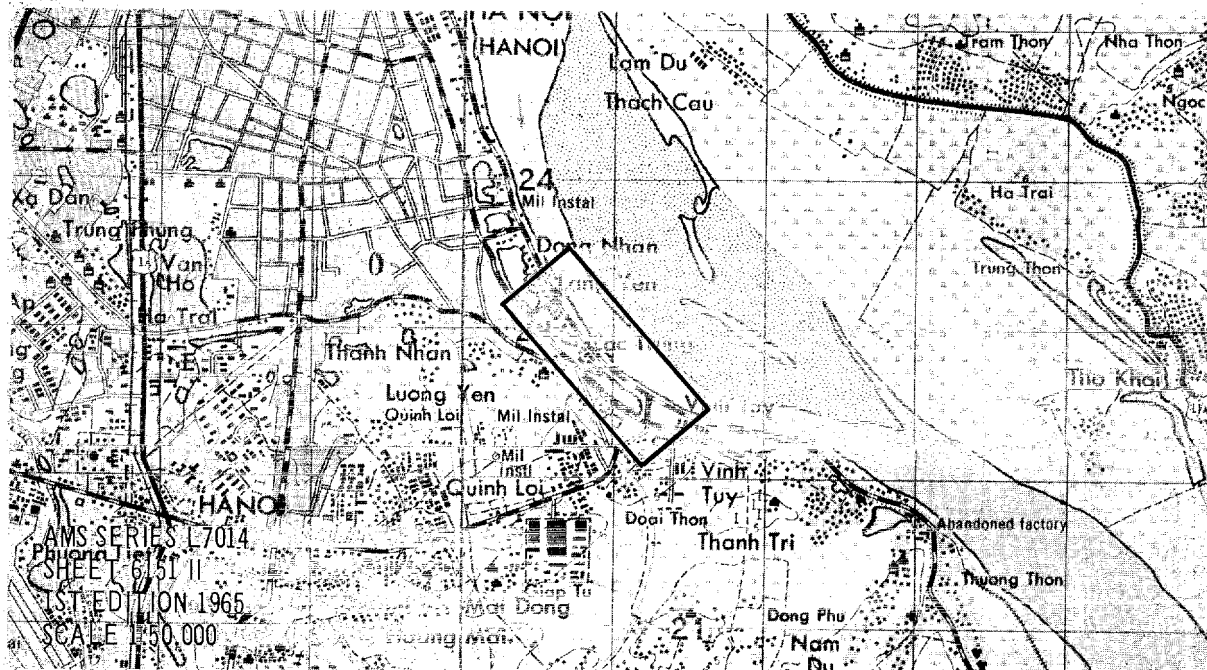 HA NOI
(HANOI)
Lam Du
Tram Thon
Nha Thon
Thach Cau
Ngoc
24
Mil Instal
Xa Dan
Ha Trai
Trung Phung
Dong Nhan
Van
Ho
Trung Thon
Ha Trai
Thanh Nhan
Tho Khai
Luong Yen
Quinh Loi
Mil Instal
Mil
Instl
Vinh
Tuy
HANOI
Quinh Loi
Doai Thon
Abandoned factory
AMS SERIES L7014
Thanh Tri
SHEET 6151 II
Thuong Thon
1ST EDITION 1965
Mai Dong
Dong Phu
SCALE 1:50,000
Hoang Mai
Nam
Du